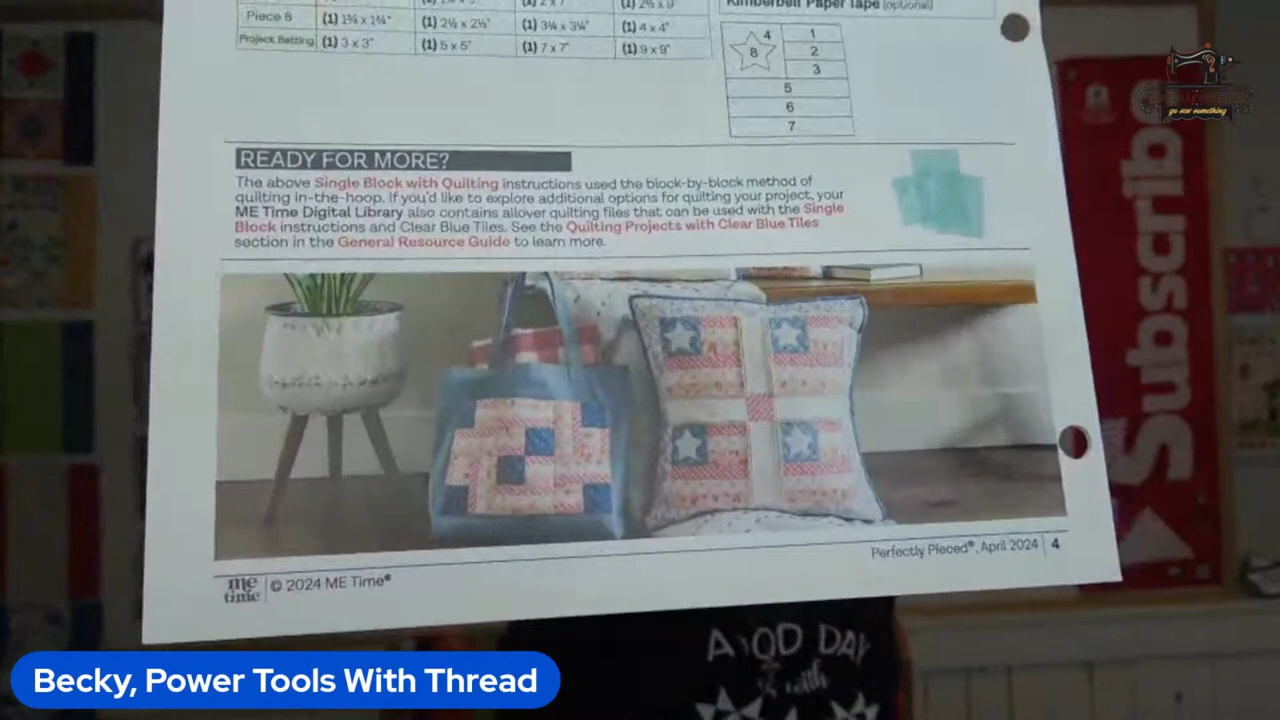 Kimberbell Paper Tape (optional)
Piece 8 (1) 1¾ x 1¾" (1) 2½ x 2½" (1) 3¼ x 3¼" (1) 4 x 4"
Project Batting (1) 3 x 3" (1) 5 x 5" (1) 7 x 7" (1) 9 x 9"
4 1
8 2
3
5
6
7
go sew something
READY FOR MORE?
The above Single Block with Quilting instructions used the block-by-block method of
quilting in-the-hoop. If you'd like to explore additional options for quilting your project, your
ME Time Digital Library also contains allover quilting files that can be used with the Single
Block instructions and Clear Blue Tiles. See the Quilting Projects with Clear Blue Tiles
section in the General Resource Guide to learn more.
Subscribe
Perfectly Pieced®, April 2024 | 4
me time | © 2024 ME Time®
DAY
with
Becky, Power Tools With Thread